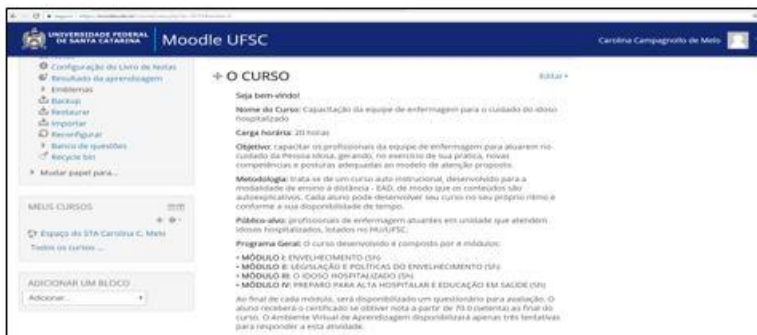 UNIVERSIDADE FEDERAL
DE SANTA CATARINA
Moodle UFSC
Carolina Campagnollo de Melo
Configuração do Livro de Notas
Resultado da aprendizagem
Emblemas
Backup
Restaurar
Importar
Reconfigurar
Banco de questões
Recycle bin
Mudar papel para...
MEUS CURSOS
Espaço do STA Carolina C. Melo
Todos os cursos ...
ADICIONAR UM BLOCO
Adicionar...
O CURSO
Editar
Seja bem-vindo!
Nome do Curso: Capacitação da equipe de enfermagem para o cuidado do idoso
hospitalizado
Carga horária: 20 horas
Objetivo: capacitar os profissionais da equipe de enfermagem para atuarem no
cuidado da Pessoa Idosa, gerando, no exercício de sua prática, novas
competências e posturas adequadas ao modelo de atenção proposto.
Metodologia: trata-se de um curso auto instrucional, desenvolvido para a
modalidade de ensino à distância - EAD, de modo que os conteúdos são
autoexplicativos. Cada aluno pode desenvolver seu curso no seu próprio ritmo e
conforme a sua disponibilidade de tempo.
Público-alvo: profissionais de enfermagem atuantes em unidade que atendem
idosos hospitalizados, lotados no HU/UFSC.
Programa Geral: O curso desenvolvido é composto por 4 módulos:
• MÓDULO I: ENVELHECIMENTO (5h)
• MÓDULO II: LEGISLAÇÃO E POLÍTICAS DO ENVELHECIMENTO (5h)
• MÓDULO III: O IDOSO HOSPITALIZADO (5h)
• MÓDULO IV: PREPARO PARA ALTA HOSPITALAR E EDUCAÇÃO EM SAÚDE (5h)
Ao final de cada módulo, será disponibilizado um questionário para avaliação. O
aluno receberá o certificado se obtiver nota a partir de 70.0 (setenta) ao final do
curso. O Ambiente Virtual de Aprendizagem disponibilizará apenas três tentativas
para responder a esta atividade.